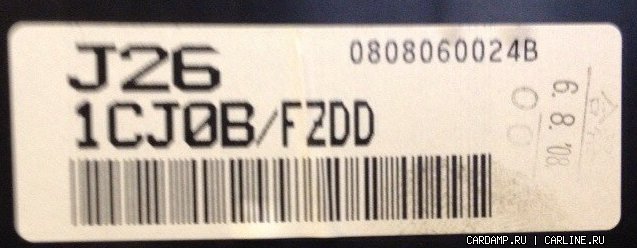 J26
0808060024B
1CJ0B/FZDD
6.8.'08.
CARDAMP.RU | CARLINE.RU